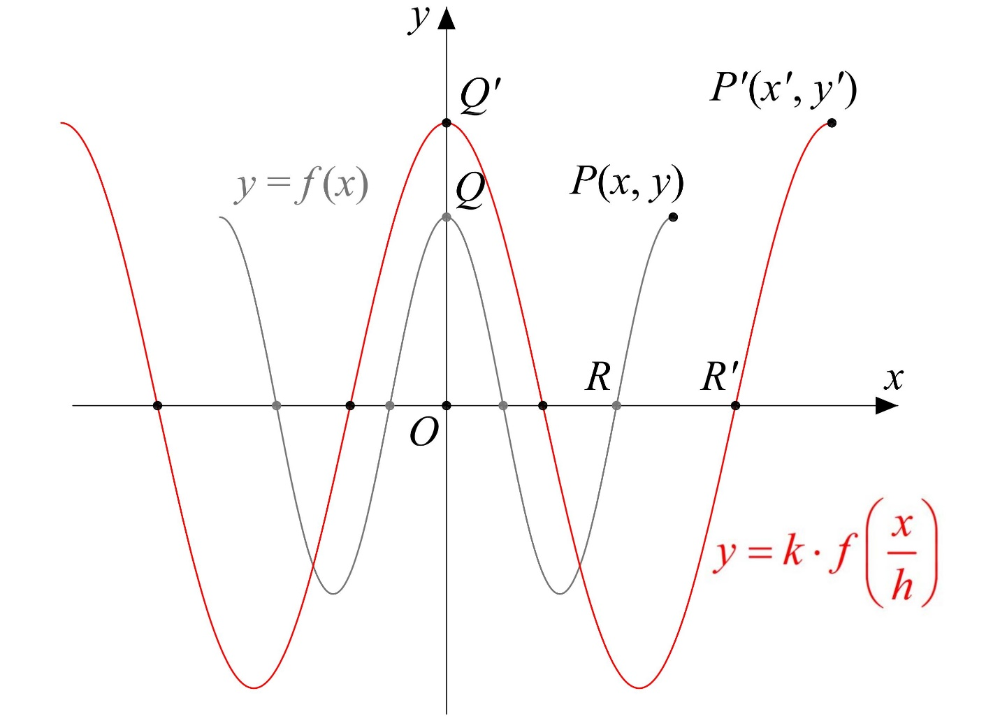 y
Q′
P′(x′, y′)
y = f(x)
Q
P(x, y)
R
R′
x
O
y = k · f(x/h)